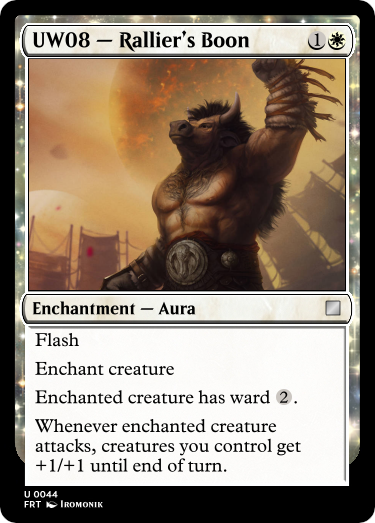 UW08 — Rallier's Boon 1
Enchantment — Aura
Flash
Enchant creature
Enchanted creature has ward 2.
Whenever enchanted creature
attacks, creatures you control get
+1/+1 until end of turn.
U 0044
FRT Iromonik